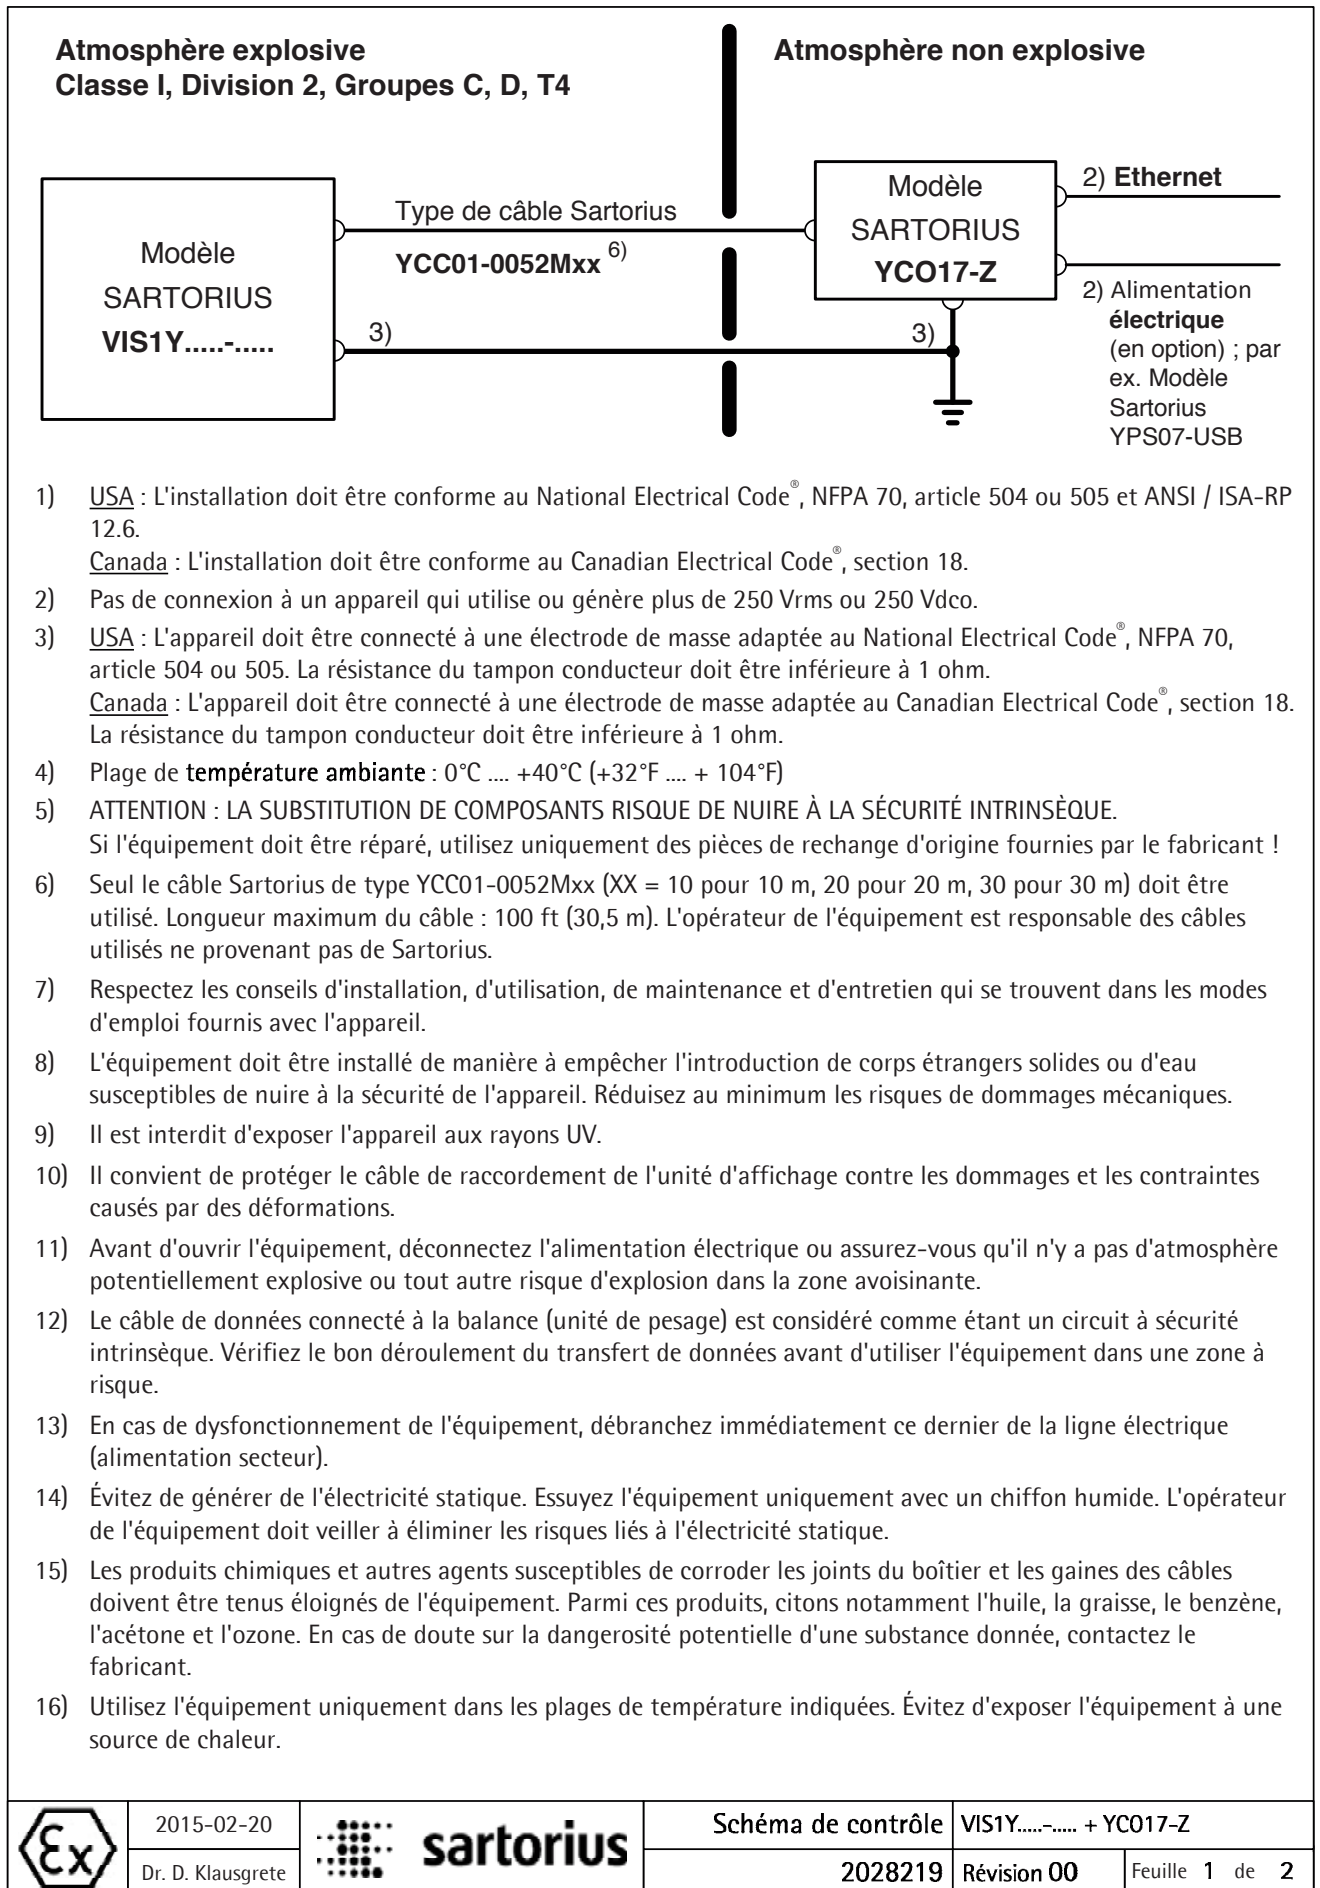 Atmosphère explosive
Classe I, Division 2, Groupes C, D, T4
Atmosphère non explosive
Modèle
SARTORIUS
VIS1Y.....-.....
Type de câble Sartorius
YCC01-0052Mxx 6)
3)
Modèle
SARTORIUS
YCO17-Z
3)
2) Ethernet
2) Alimentation
électrique
(en option) ; par
ex. Modèle
Sartorius
YPS07-USB
1) USA : L'installation doit être conforme au National Electrical Code®, NFPA 70, article 504 ou 505 et ANSI / ISA-RP
12.6.
Canada : L'installation doit être conforme au Canadian Electrical Code®, section 18.
2) Pas de connexion à un appareil qui utilise ou génère plus de 250 Vrms ou 250 Vdco.
3) USA : L'appareil doit être connecté à une électrode de masse adaptée au National Electrical Code®, NFPA 70,
article 504 ou 505. La résistance du tampon conducteur doit être inférieure à 1 ohm.
Canada : L'appareil doit être connecté à une électrode de masse adaptée au Canadian Electrical Code®, section 18.
La résistance du tampon conducteur doit être inférieure à 1 ohm.
4) Plage de température ambiante : 0°C .... +40°C (+32°F .... + 104°F)
5) ATTENTION : LA SUBSTITUTION DE COMPOSANTS RISQUE DE NUIRE À LA SÉCURITÉ INTRINSÈQUE.
Si l'équipement doit être réparé, utilisez uniquement des pièces de rechange d'origine fournies par le fabricant !
6) Seul le câble Sartorius de type YCC01-0052Mxx (XX = 10 pour 10 m, 20 pour 20 m, 30 pour 30 m) doit être
utilisé. Longueur maximum du câble : 100 ft (30,5 m). L'opérateur de l'équipement est responsable des câbles
utilisés ne provenant pas de Sartorius.
7) Respectez les conseils d'installation, d'utilisation, de maintenance et d'entretien qui se trouvent dans les modes
d'emploi fournis avec l'appareil.
8) L'équipement doit être installé de manière à empêcher l'introduction de corps étrangers solides ou d'eau
susceptibles de nuire à la sécurité de l'appareil. Réduisez au minimum les risques de dommages mécaniques.
9) Il est interdit d'exposer l'appareil aux rayons UV.
10) Il convient de protéger le câble de raccordement de l'unité d'affichage contre les dommages et les contraintes
causés par des déformations.
11) Avant d'ouvrir l'équipement, déconnectez l'alimentation électrique ou assurez-vous qu'il n'y a pas d'atmosphère
potentiellement explosive ou tout autre risque d'explosion dans la zone avoisinante.
12) Le câble de données connecté à la balance (unité de pesage) est considéré comme étant un circuit à sécurité
intrinsèque. Vérifiez le bon déroulement du transfert de données avant d'utiliser l'équipement dans une zone à
risque.
13) En cas de dysfonctionnement de l'équipement, débranchez immédiatement ce dernier de la ligne électrique
(alimentation secteur).
14) Évitez de générer de l'électricité statique. Essuyez l'équipement uniquement avec un chiffon humide. L'opérateur
de l'équipement doit veiller à éliminer les risques liés à l'électricité statique.
15) Les produits chimiques et autres agents susceptibles de corroder les joints du boîtier et les gaines des câbles
doivent être tenus éloignés de l'équipement. Parmi ces produits, citons notamment l'huile, la graisse, le benzène,
l'acétone et l'ozone. En cas de doute sur la dangerosité potentielle d'une substance donnée, contactez le
fabricant.
16) Utilisez l'équipement uniquement dans les plages de température indiquées. Évitez d'exposer l'équipement à une
source de chaleur.
Ex
2015-02-20
Dr. D. Klausgrete
sartorius
Schéma de contrôle
VIS1Y.....-..... + YCO17-Z
2028219
Révision 00
Feuille 1 de 2